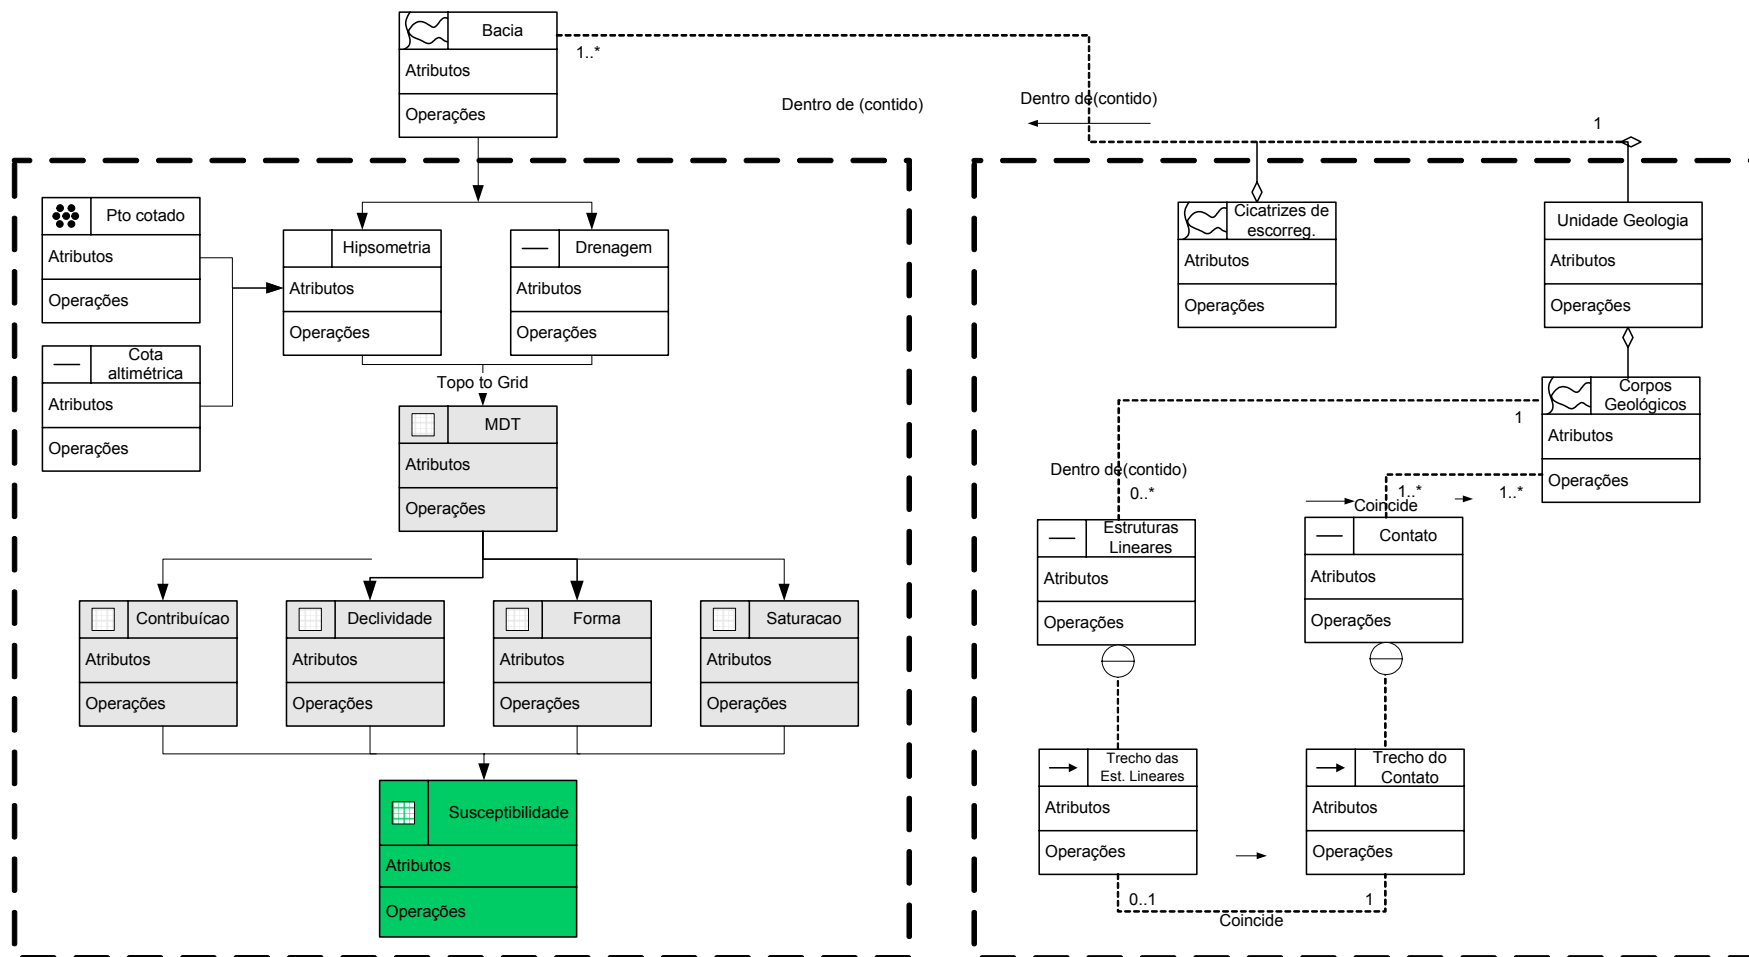 Bacia
Atributos
Operações
1..*
Dentro de (contido)
Dentro de(contido)
1
Pto cotado
Atributos
Operações
Cota
altimétrica
Atributos
Operações
Hipsometria
Atributos
Operações
Drenagem
Atributos
Operações
Topo to Grid
MDT
Atributos
Operações
Contribuícao
Atributos
Operações
Declividade
Atributos
Operações
Forma
Atributos
Operações
Saturacao
Atributos
Operações
Susceptibilidade
Atributos
Operações
Cicatrizes de
escorreg.
Atributos
Operações
Unidade Geologia
Atributos
Operações
Corpos
Geológicos
Atributos
Operações
1
Dentro de(contido)
0..*
1..*
1..*
Coincide
Estruturas
Lineares
Atributos
Operações
Contato
Atributos
Operações
Trecho das
Est. Lineares
Atributos
Operações
Trecho do
Contato
Atributos
Operações
0..1
1
Coincide